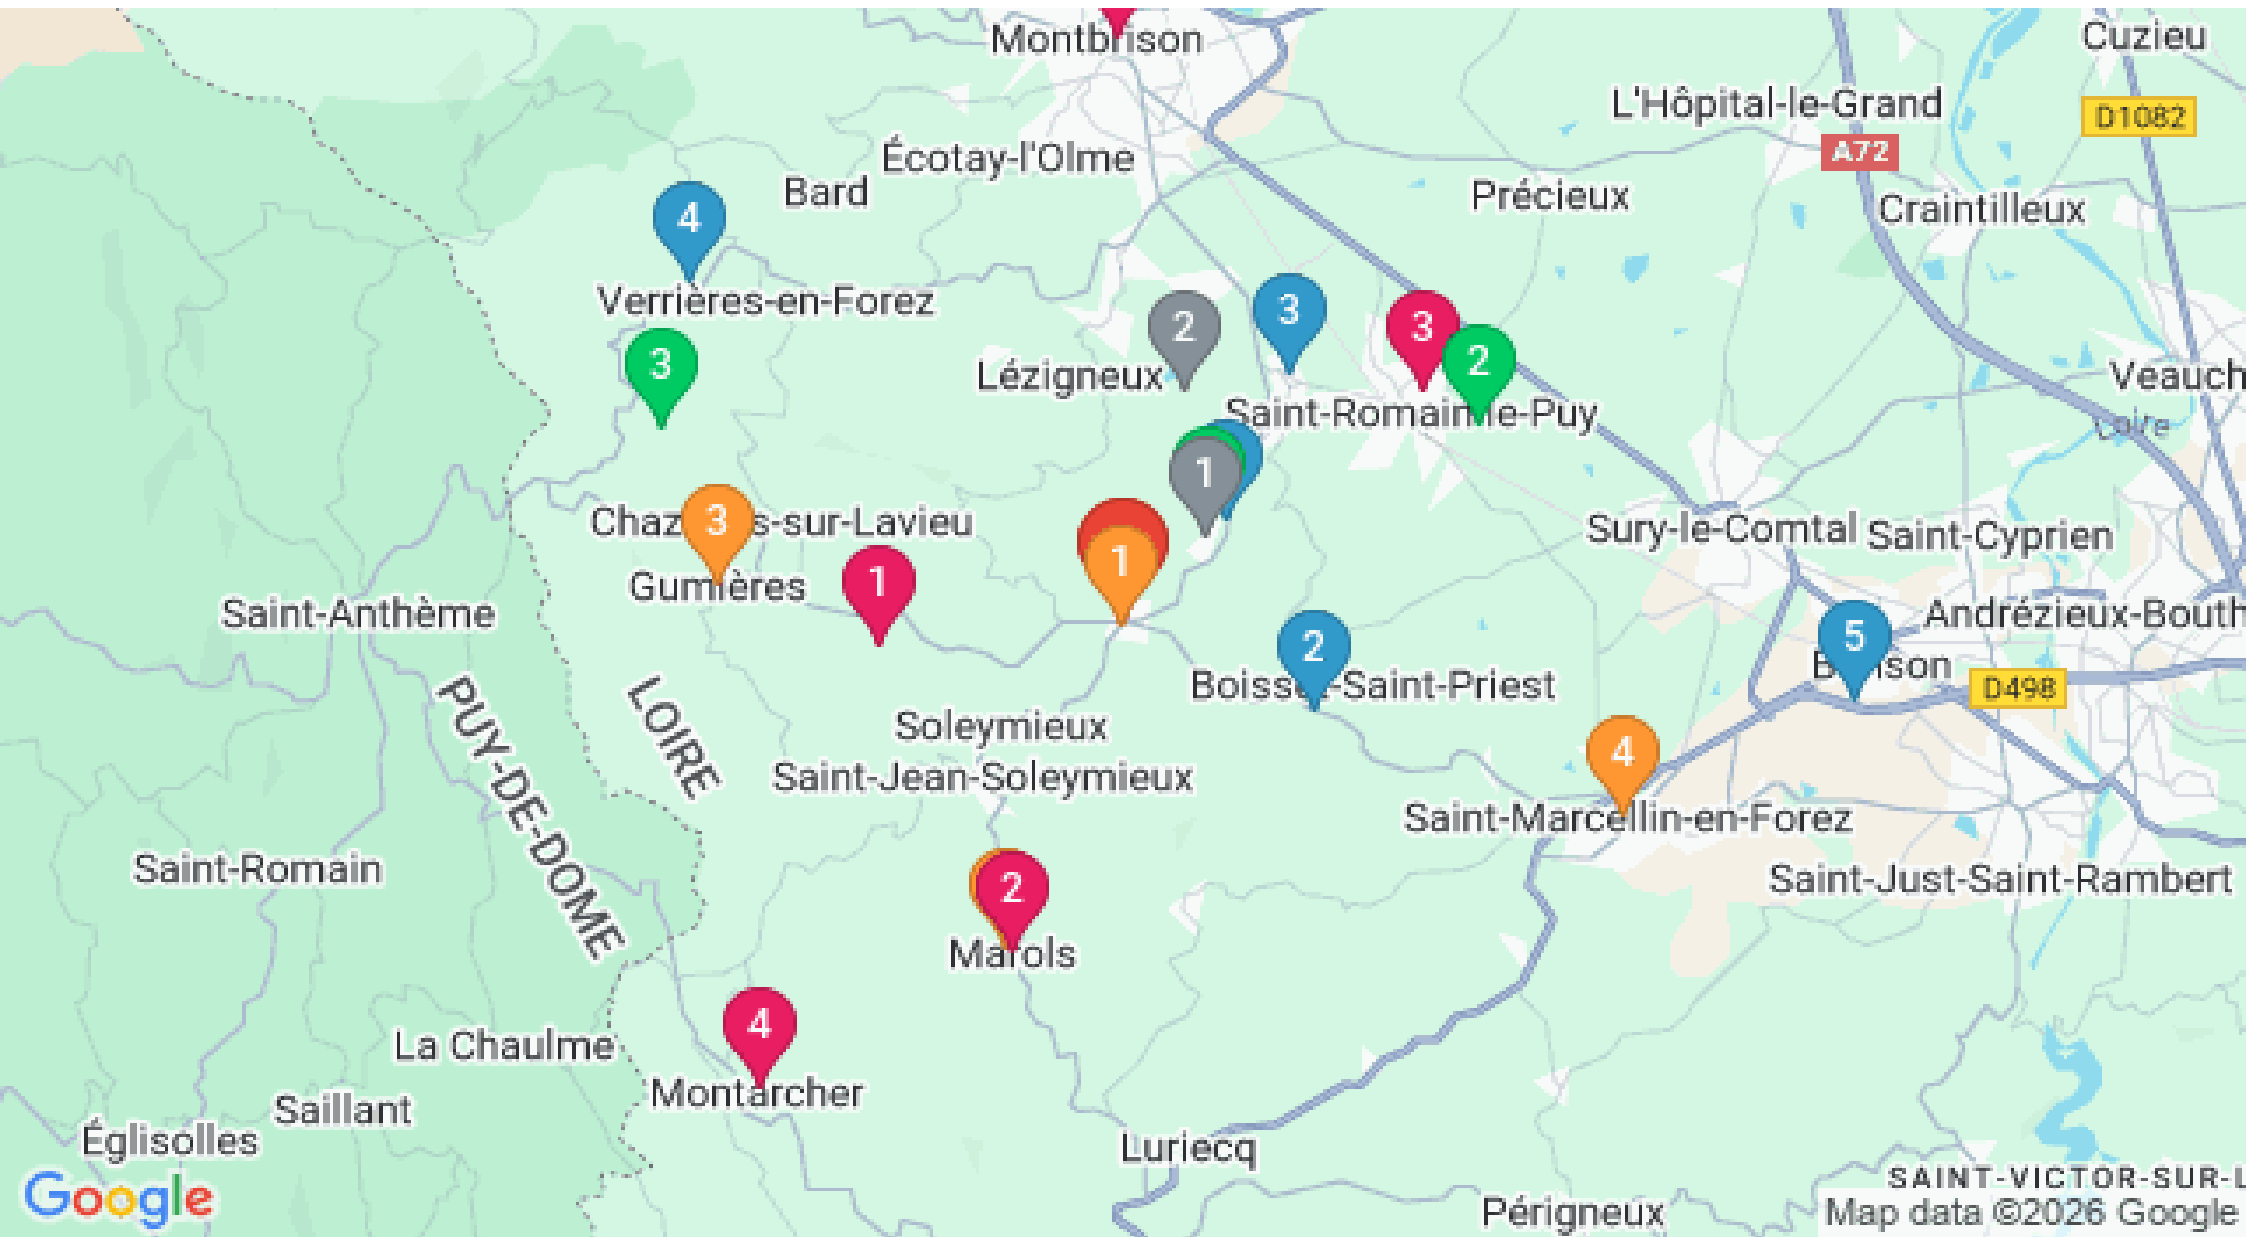 Montbrison
Cuzieu
L'Hôpital-le-Grand
D1082
A72
Écotay-l'Olme
Bard
Précieux
Craintilleux
4
Verrières-en-Forez
3
2
3
3
2
Lézigneux
Veauch
Saint-Romain-le-Puy
Loire
1
3
1
1
Sury-le-Comtal
Saint-Cyprien
Gumières
Saint-Anthème
Andrézieux-Bouth
2
5
D498
LOIRE
PUY-DE-DOME
Soleymieux
Saint-Jean-Soleymieux
4
Saint-Marcellin-en-Forez
Saint-Romain
Saint-Just-Saint-Rambert
2
Marols
4
La Chaulme
Montarcher
Saillant
Églisolles
Luriecq
SAINT-VICTOR-SUR-L
Périgneux
Google
Map data ©2026 Google